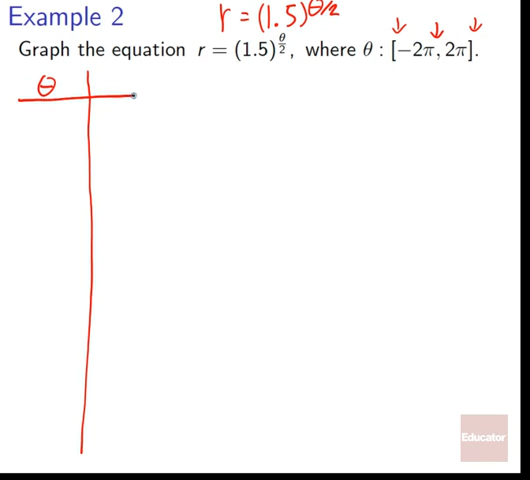 Example 2
r = (1.5)^θ/2
Graph the equation r = (1.5)^{θ/2}, where θ : [−2π, 2π].
θ
Educator